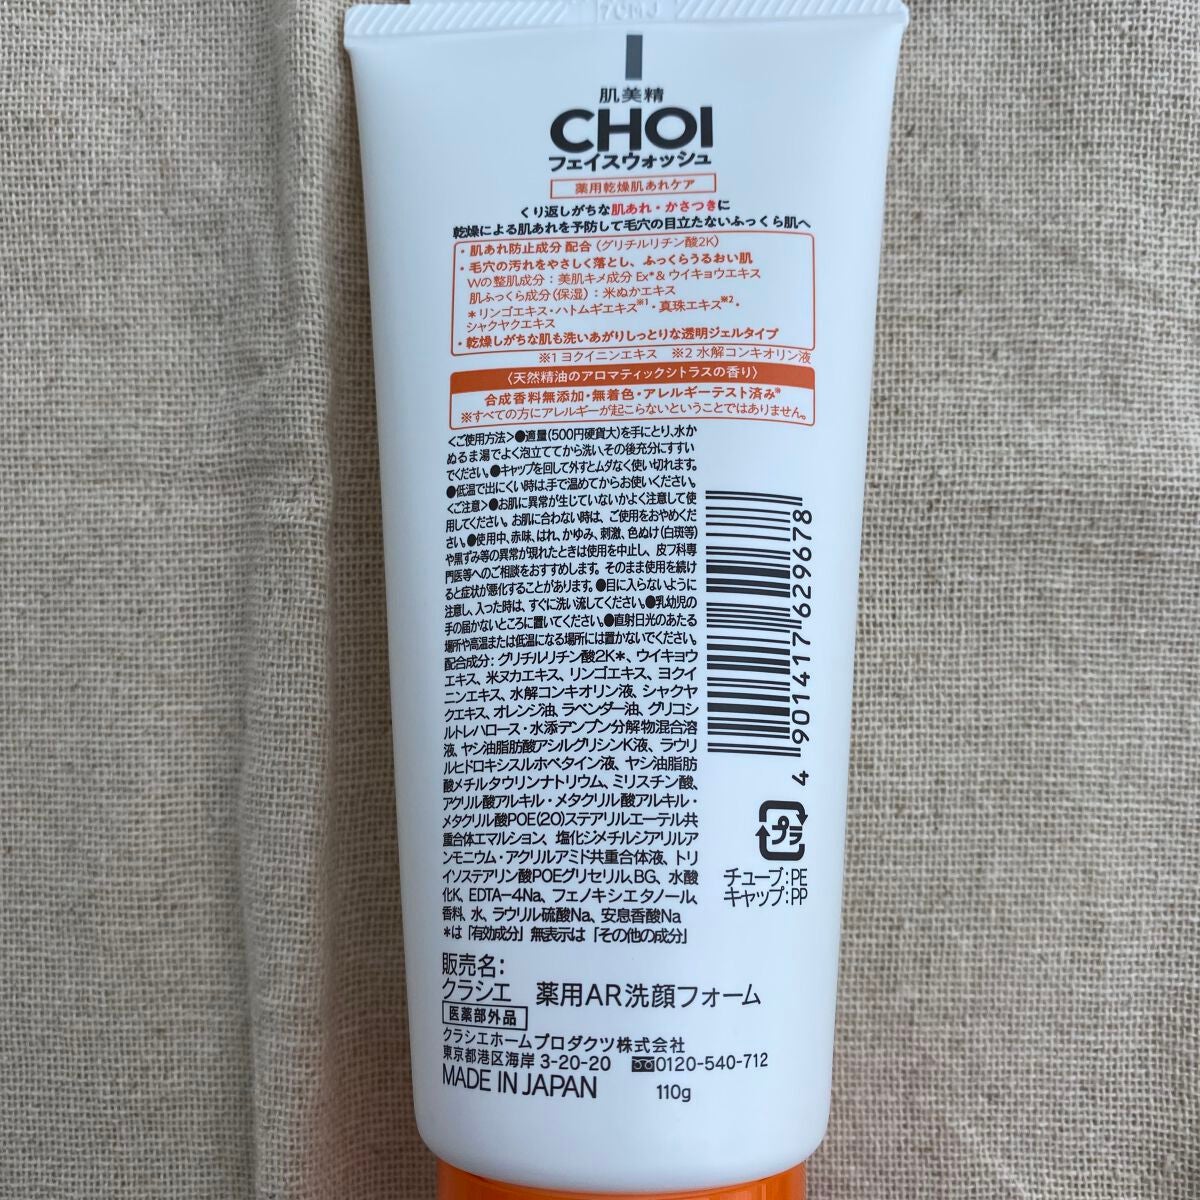 7CMJ
肌美精
CHOI
フェイスウォッシュ
薬用乾燥肌あれケア
くり返しがちな肌あれ・かさつきに
乾燥による肌あれを予防して毛穴の目立たないふっくら肌へ
・肌あれ防止成分 配合 (グリチルリチン酸2K)
・毛穴の汚れをやさしく落とし、ふっくらうるおい肌
Wの整肌成分：美肌キメ成分 Ex*&ウイキョウエキス
肌ふっくら成分(保湿)：米ぬかエキス
＊リンゴエキス・ハトムギエキス※1・真珠エキス※2・
シャクヤクエキス
・乾燥しがちな肌も洗いあがりしっとりな透明ジェルタイプ
※1 ヨクイニンエキス ※2 水解コンキオリン液
〈天然精油のアロマティックシトラスの香り〉
合成香料無添加・無着色・アレルギーテスト済み※
※すべての方にアレルギーが起こらないということではありません。
〈ご使用方法〉●適量(500円硬貨大)を手にとり、水か
ぬるま湯でよく泡立ててから洗い、その後充分にすすい
でください。●キャップを回して外すとムダなく使い切れます。
●低温で出にくい時は、手で温めてからお使いください。
〈ご注意〉●お肌に異常が生じていないかよく注意して使
用してください。お肌に合わない時は、ご使用をおやめくだ
さい。●使用中、赤味、はれ、かゆみ、刺激、色ぬけ(白斑等)
や黒ずみ等の異常が現れたときは使用を中止し、皮フ科専
門医等へのご相談をおすすめします。そのまま使用を続け
ると症状が悪化することがあります。●目に入らないように
注意し、入った時は、すぐに洗い流してください。●乳幼児の
手の届かないところに置いてください。●直射日光のあたる
場所や高温または低温になる場所には置かないでください。
配合成分：グリチルリチン酸2K＊、ウイキョウ
エキス、米ヌカエキス、リンゴエキス、ヨクイ
ニンエキス、水解コンキオリン液、シャクヤ
クエキス、オレンジ油、ラベンダー油、グリコシ
ルトレハロース・水添デンプン分解物混合溶
液、ヤシ油脂肪酸アシルグリシンK液、ラウリ
ルヒドロキシスルホベタイン液、ヤシ油脂肪
酸メチルタウリンナトリウム、ミリスチン酸、
アクリル酸アルキル・メタクリル酸アルキル・
メタクリル酸POE(20)ステアリルエーテル共
重合体エマルション、塩化ジメチルジアリルア
ンモニウム・アクリルアミド共重合体液、トリ
イソステアリン酸POEグリセリル、BG、水酸
化K、EDTA-4Na、フェノキシエタノール、
香料、水、ラウリル硫酸Na、安息香酸Na
＊は「有効成分」無表示は「その他の成分」
4 901417 629678
プラ
チューブ：PE
キャップ：PP
販売名：
クラシエ 薬用AR洗顔フォーム
医薬部外品
クラシエホームプロダクツ株式会社
東京都港区海岸 3-20-20 0120-540-712
MADE IN JAPAN 110g